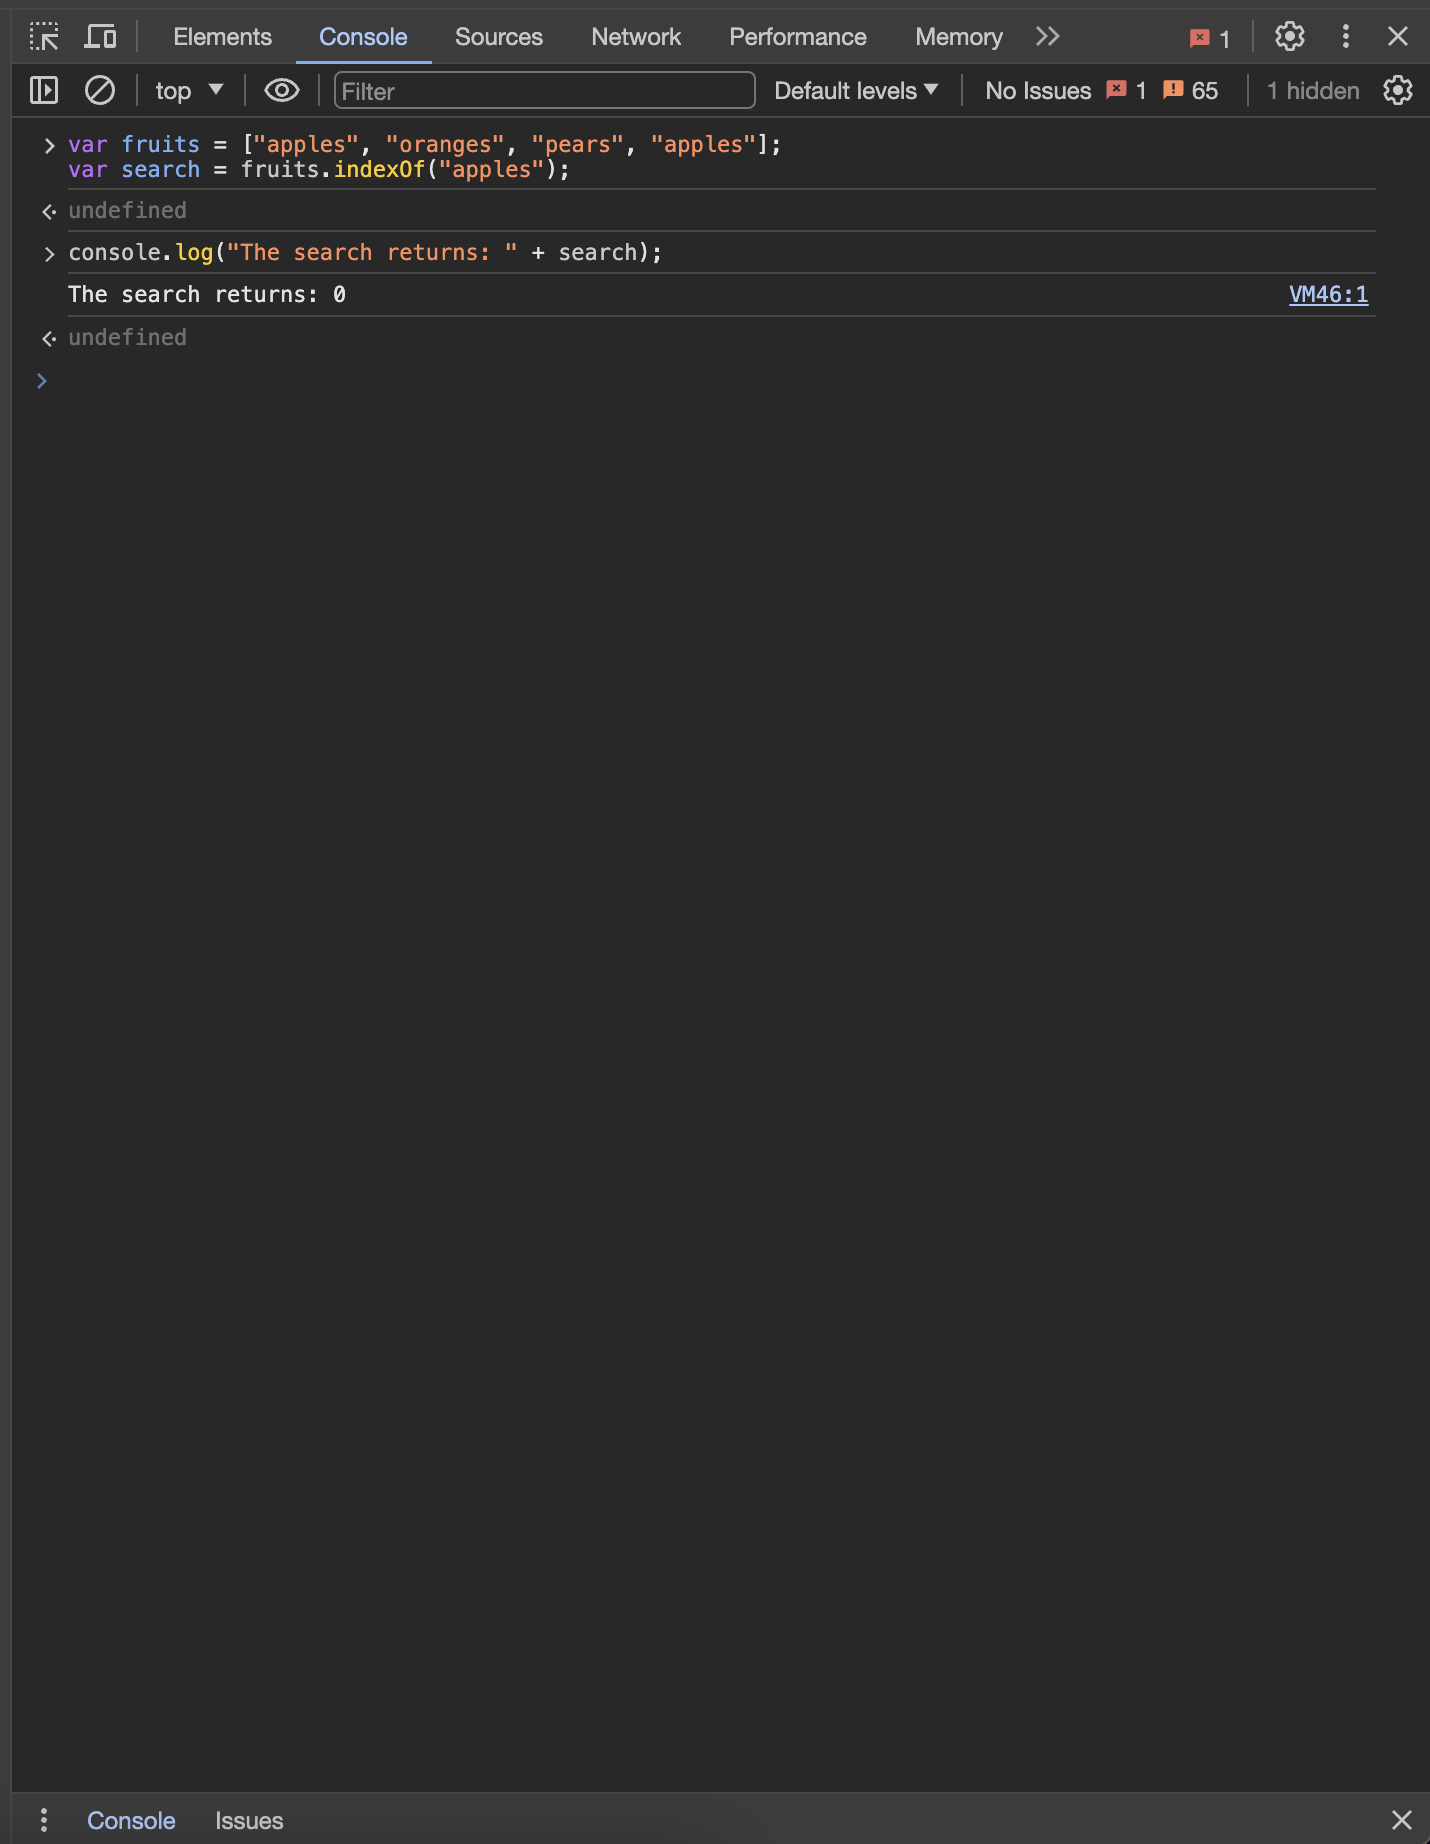 Elements Console Sources Network Performance Memory 1
top Filter Default levels No Issues 1 65 1 hidden
var fruits = ["apples", "oranges", "pears", "apples"];
var search = fruits.indexOf("apples");
undefined
console.log("The search returns: " + search);
The search returns: 0 VM46:1
undefined
Console Issues